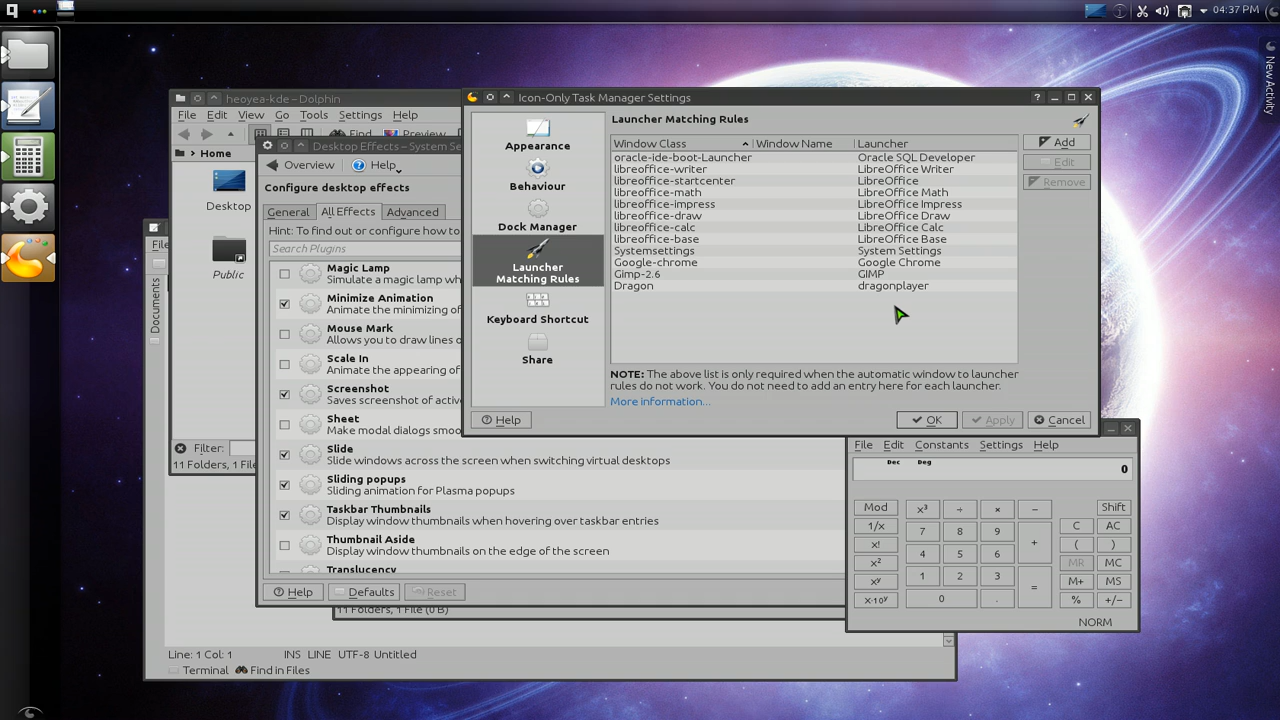 04:37 PM
New Activity
heoyea-kde – Dolphin
File Edit View Go Tools Settings Help
Find Preview
Home
Desktop
Public
Filter:
11 Folders, 1 File
Documents
Desktop Effects – System Se
Overview Help
Configure desktop effects
General All Effects Advanced
Hint: To find out or configure how to
Search Plugins
Magic Lamp
Simulate a magic lamp wh
Minimize Animation
Animate the minimizing of
Mouse Mark
Allows you to draw lines o
Scale In
Animate the appearing of
Screenshot
Saves screenshot of active
Sheet
Make modal dialogs smoo
Slide
Slide windows across the screen when switching virtual desktops
Sliding popups
Sliding animation for Plasma popups
Taskbar Thumbnails
Display window thumbnails when hovering over taskbar entries
Thumbnail Aside
Display window thumbnails on the edge of the screen
Translucency
Help Defaults Reset
11 Folders, 1 File (0 B)
Line: 1 Col: 1 INS LINE UTF-8 Untitled
Terminal Find in Files
Icon-Only Task Manager Settings
Appearance
Behaviour
Dock Manager
Launcher
Matching Rules
Keyboard Shortcut
Share
Launcher Matching Rules
Window Class Window Name Launcher
oracle-ide-boot-Launcher Oracle SQL Developer
libreoffice-writer LibreOffice Writer
libreoffice-startcenter LibreOffice
libreoffice-math LibreOffice Math
libreoffice-impress LibreOffice Impress
libreoffice-draw LibreOffice Draw
libreoffice-calc LibreOffice Calc
libreoffice-base LibreOffice Base
Systemsettings System Settings
Google-chrome Google Chrome
Gimp-2.6 GIMP
Dragon dragonplayer
Add
Edit
Remove
NOTE: The above list is only required when the automatic window to launcher
rules do not work. You do not need to add an entry here for each launcher.
More information...
Help OK Apply Cancel
File Edit Constants Settings Help
Dec Deg 0
Mod x³ ÷ × − Shift
1/x 7 8 9 + C AC
x! 4 5 6 ( )
x² 1 2 3 = MR MC
xʸ 0 . M+ MS
x·10ʸ % +/−
NORM